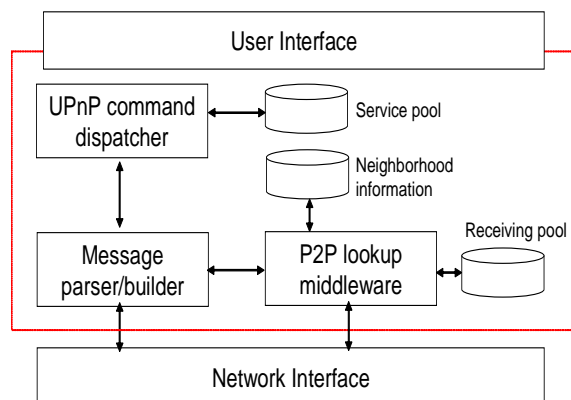 User Interface
UPnP command
dispatcher
Service pool
Neighborhood
information
Receiving pool
Message
parser/builder
P2P lookup
middleware
Network Interface